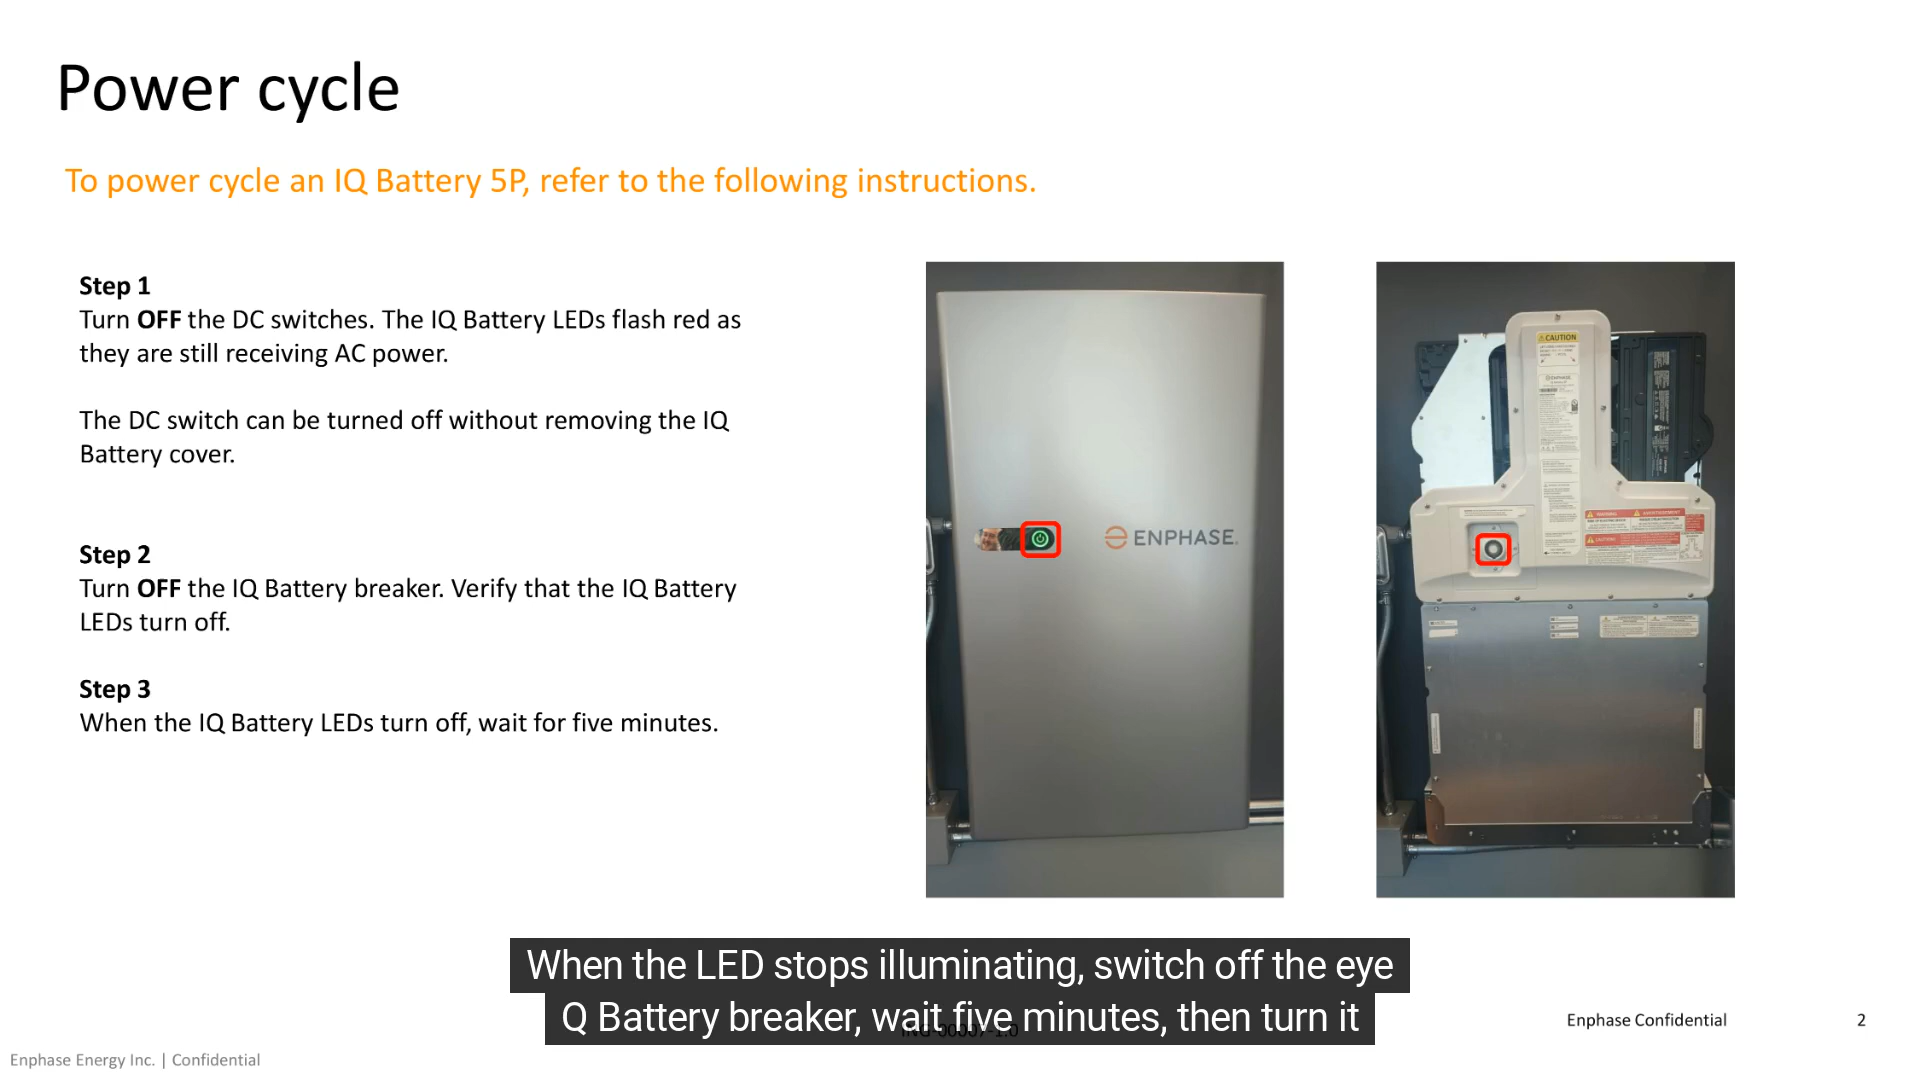 Power cycle
To power cycle an IQ Battery 5P, refer to the following instructions.
Step 1
Turn OFF the DC switches. The IQ Battery LEDs flash red as
they are still receiving AC power.
The DC switch can be turned off without removing the IQ
Battery cover.
Step 2
Turn OFF the IQ Battery breaker. Verify that the IQ Battery
LEDs turn off.
Step 3
When the IQ Battery LEDs turn off, wait for five minutes.
ENPHASE
CAUTION
When the LED stops illuminating, switch off the eye
Q Battery breaker, wait five minutes, then turn it
Enphase Confidential
2
Enphase Energy Inc. | Confidential